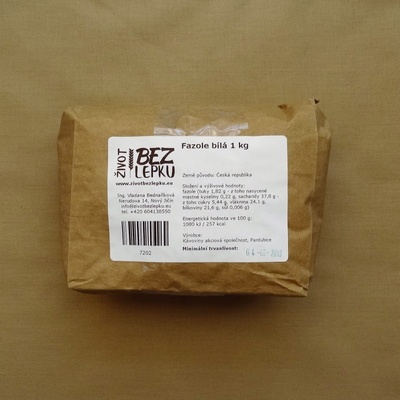 ŽIVOT
BEZ
LEPKU
www.zivotbezlepku.eu
Ing. Vladana Bednaříková
Nerudova 14, Nový Jičín
info@zivotbezlepku.eu
tel. +420 604138550
7202
Fazole bílá 1 kg
Země původu: Česká republika
Složení a výživové hodnoty:
fazole (tuky 1,82 g - z toho nasycené
mastné kyseliny 0,22 g, sacharidy 37,6 g -
z toho cukry 5,44 g, vláknina 24,1 g,
bílkoviny 21,6 g, sůl 0,006 g)
Energetická hodnota ve 100 g:
1080 kJ / 257 kcal
Výrobce:
Kávoviny akciová společnost, Pardubice
Minimální trvanlivost: